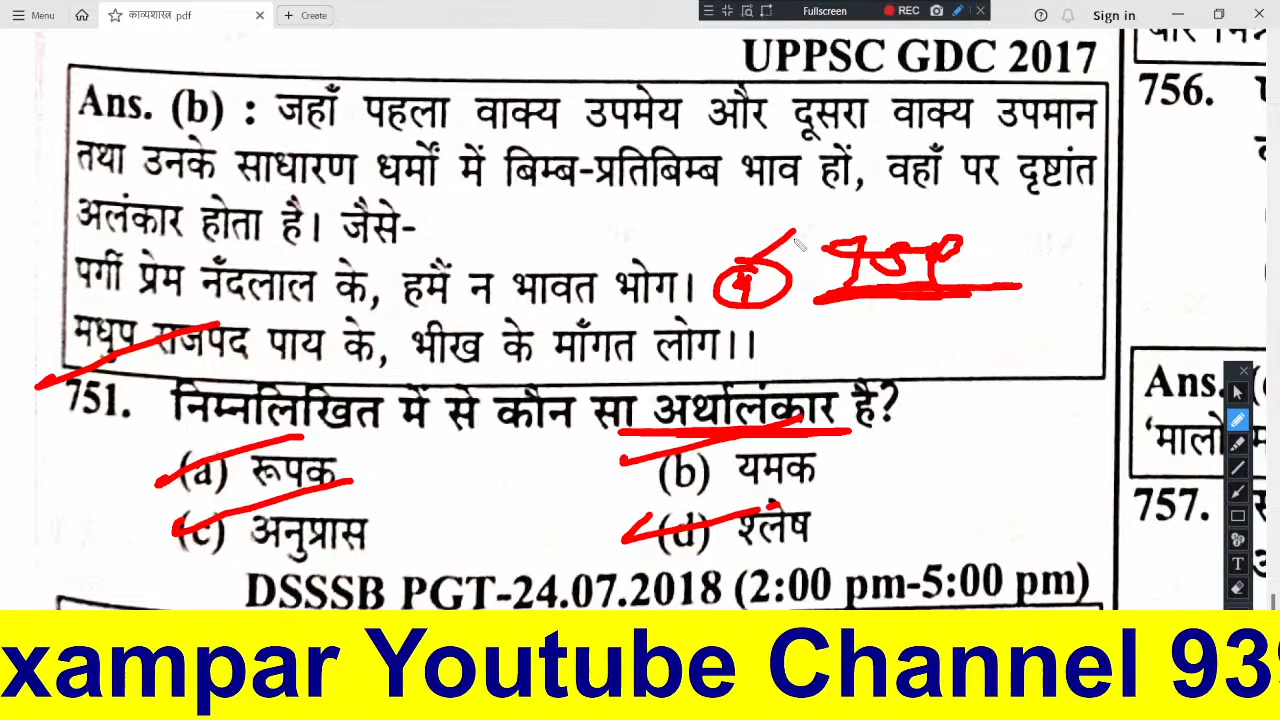 Menu
काव्यशास्त्र .pdf
Create
Fullscreen
REC
Sign in
UPPSC GDC 2017
Ans. (b) : जहाँ पहला वाक्य उपमेय और दूसरा वाक्य उपमान
तथा उनके साधारण धर्मों में बिम्ब-प्रतिबिम्ब भाव हों, वहाँ पर दृष्टांत
अलंकार होता है। जैसे-
पगीं प्रेम नँदलाल के, हमैं न भावत भोग।
मधुप राजपद पाय के, भीख के माँगत लोग।।
751. निम्नलिखित में से कौन सा अर्थालंकार है?
(a) रूपक
(b) यमक
(c) अनुप्रास
(d) श्लेष
DSSSB PGT-24.07.2018 (2:00 pm-5:00 pm)
756.
Ans.
757.
xampar Youtube Channel 939